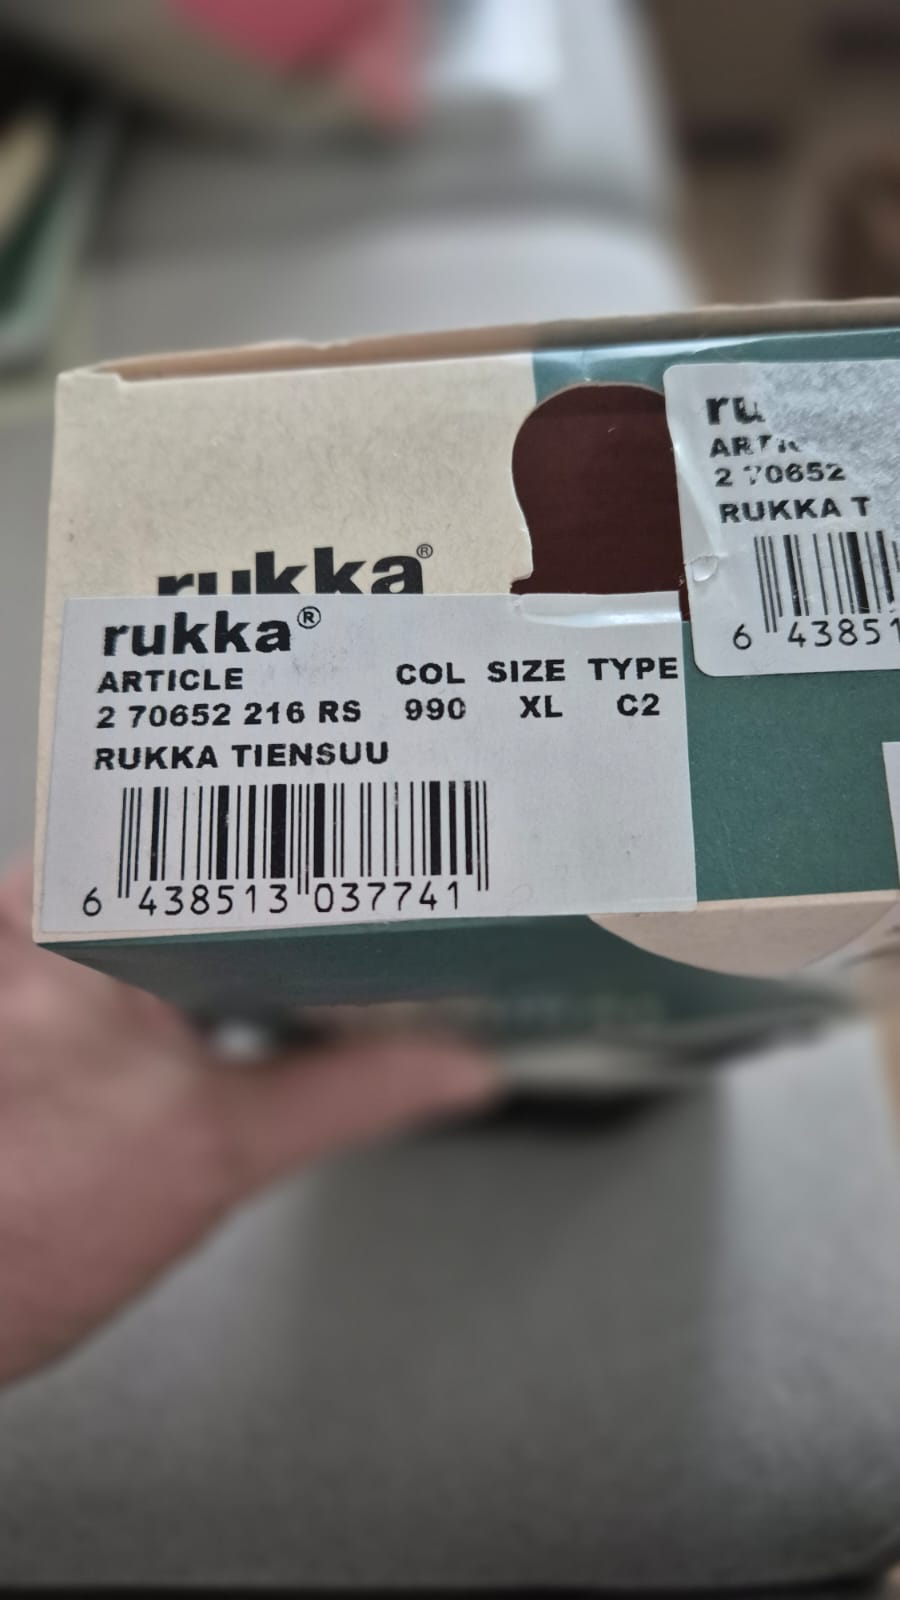 rukka®
rukka®
ARTICLE COL SIZE TYPE
2 70652 216 RS 990 XL C2
RUKKA TIENSUU
6 438513 037741
2 70652
RUKKA T
6 43851